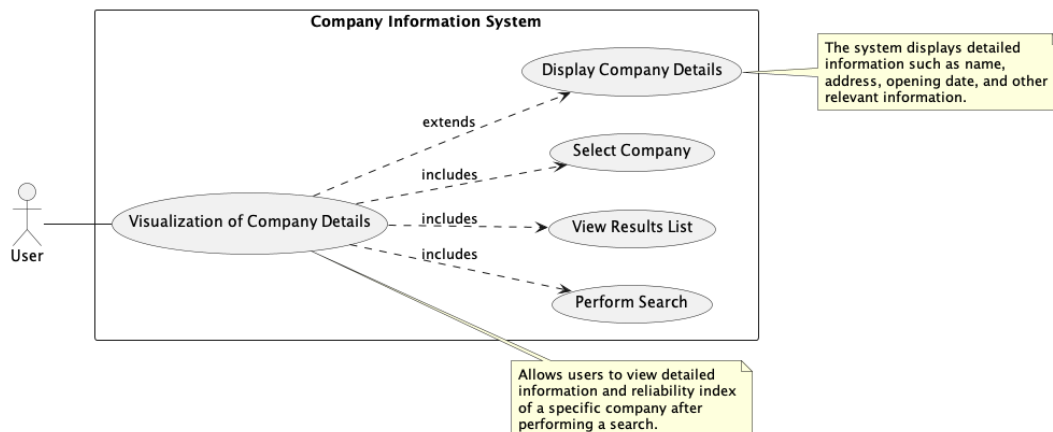 Company Information System
Display Company Details
The system displays detailed
information such as name,
address, opening date, and other
relevant information.
extends
Select Company
includes
Visualization of Company Details
includes
View Results List
User
includes
Perform Search
Allows users to view detailed
information and reliability index
of a specific company after
performing a search.